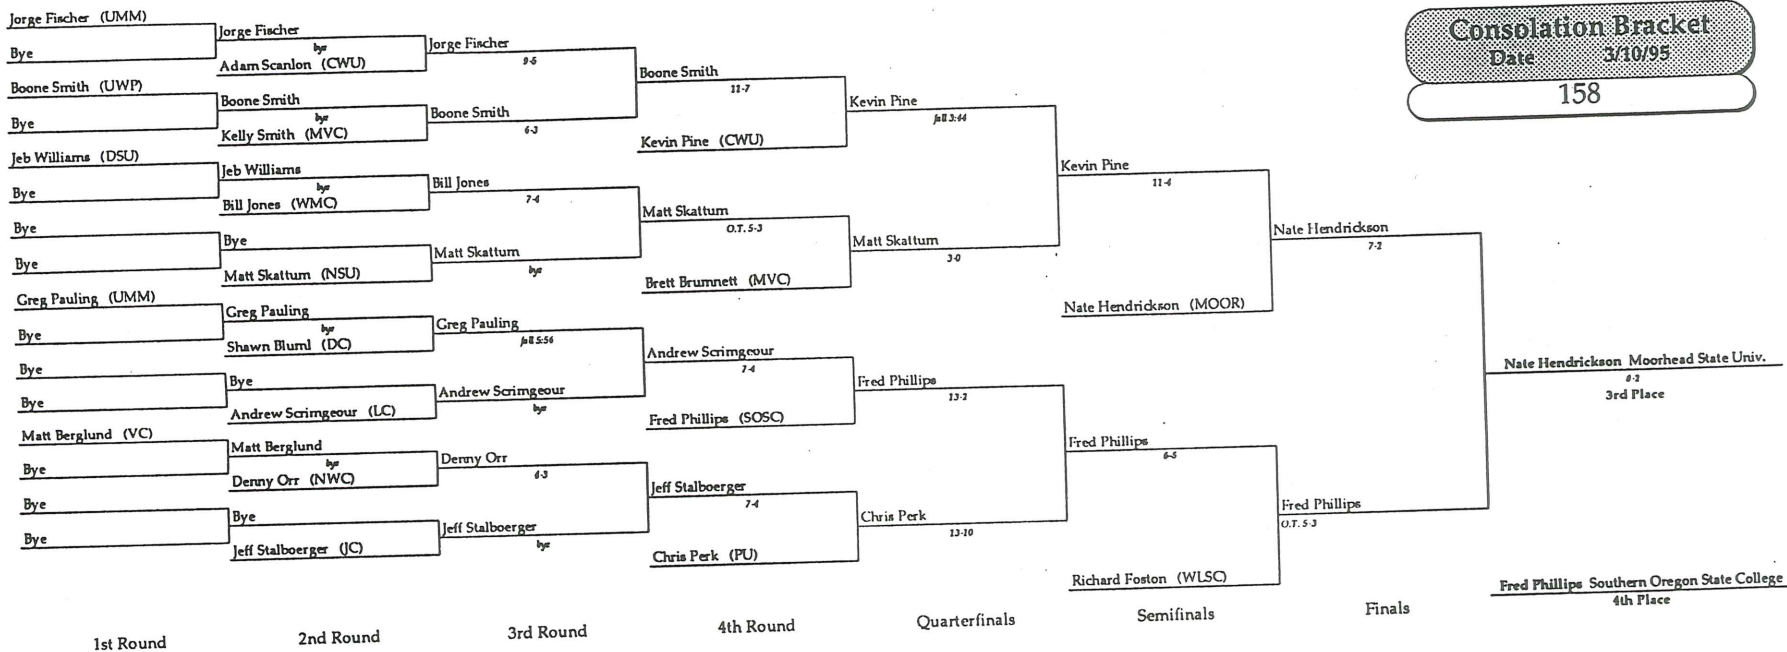 Consolation Bracket
Date 3/10/95
158
Jorge Fischer (UMM)
Bye
Boone Smith (UWP)
Bye
Jeb Williams (DSU)
Bye
Bye
Bye
Greg Pauling (UMM)
Bye
Bye
Bye
Matt Berglund (VC)
Bye
Bye
Bye
1st Round
Jorge Fischer
bye
Adam Scanlon (CWU)
Boone Smith
bye
Kelly Smith (MVC)
Jeb Williams
bye
Bill Jones (WMC)
Bye
Matt Skattum (NSU)
Greg Pauling
bye
Shawn Bluml (DC)
Bye
Andrew Scrimgeour (LC)
Matt Berglund
bye
Denny Orr (NWC)
Bye
Jeff Stalboerger (JC)
2nd Round
Jorge Fischer
9-5
Boone Smith
6-3
Bill Jones
7-4
Matt Skattum
bye
Greg Pauling
fall 5:56
Andrew Scrimgeour
bye
Denny Orr
Jeff Stalboerger
bye
3rd Round
Boone Smith
11-7
Kevin Pine (CWU)
Matt Skattum
O.T. 5-3
Brett Brumnett (MVC)
Andrew Scrimgeour
7-4
Fred Phillips (SOSC)
Jeff Stalboerger
7-4
Chris Perk (PU)
4th Round
Kevin Pine
fall 3:44
Matt Skattum
3-0
Fred Phillips
13-2
Chris Perk
13-10
Quarterfinals
Kevin Pine
11-4
Nate Hendrickson (MOOR)
Fred Phillips
6-5
Richard Foston (WLSC)
Semifinals
Nate Hendrickson
7-2
Fred Phillips
O.T. 5-3
Finals
Nate Hendrickson Moorhead State Univ.
3rd Place
Fred Phillips Southern Oregon State College
4th Place